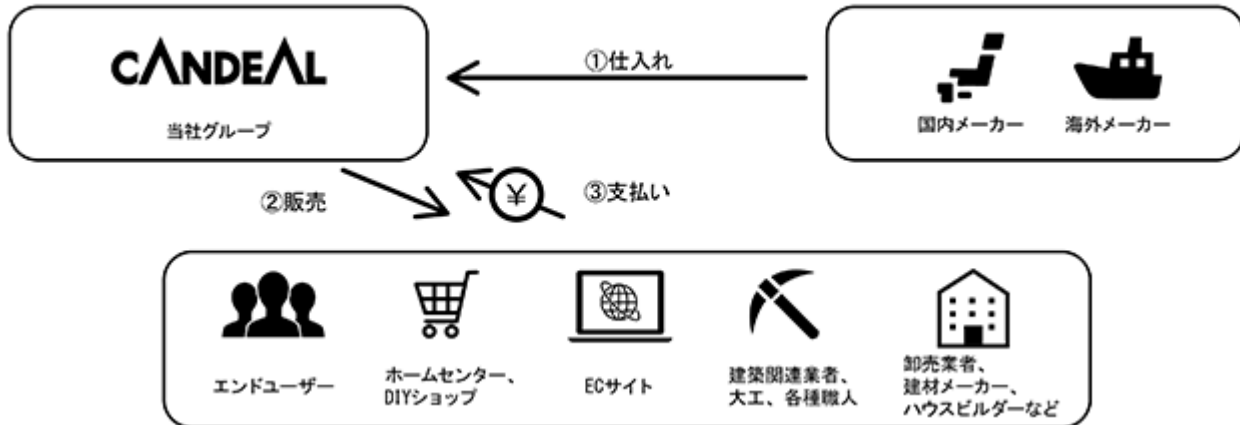 CANDEAL
当社グループ
①仕入れ
国内メーカー
海外メーカー
②販売
¥
③支払い
エンドユーザー
ホームセンター、
DIYショップ
ECサイト
建築関連業者、
大工、各種職人
卸売業者、
建材メーカー、
ハウスビルダーなど